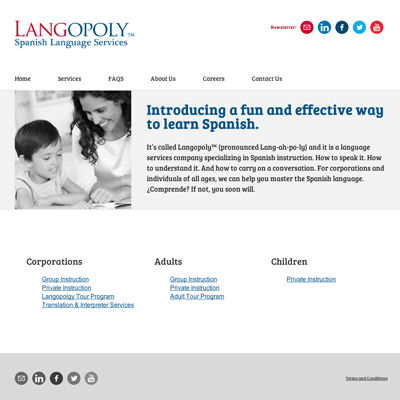 LANGOPOLY™
Spanish Language Services
Newsletter:
Home Services FAQS About Us Careers Contact Us
Introducing a fun and effective way
to learn Spanish.
It's called Langopoly™ (pronounced Lang-ah-po-ly) and it is a language
services company specializing in Spanish instruction. How to speak it. How
to understand it. And how to carry on a conversation. For corporations and
individuals of all ages, we can help you master the Spanish language.
¿Comprende? If not, you soon will.
Corporations
Group Instruction
Private Instruction
Langopolgy Tour Program
Translation & Interpreter Services
Adults
Group Instruction
Private Instruction
Adult Tour Program
Children
Private Instruction
Terms and Conditions